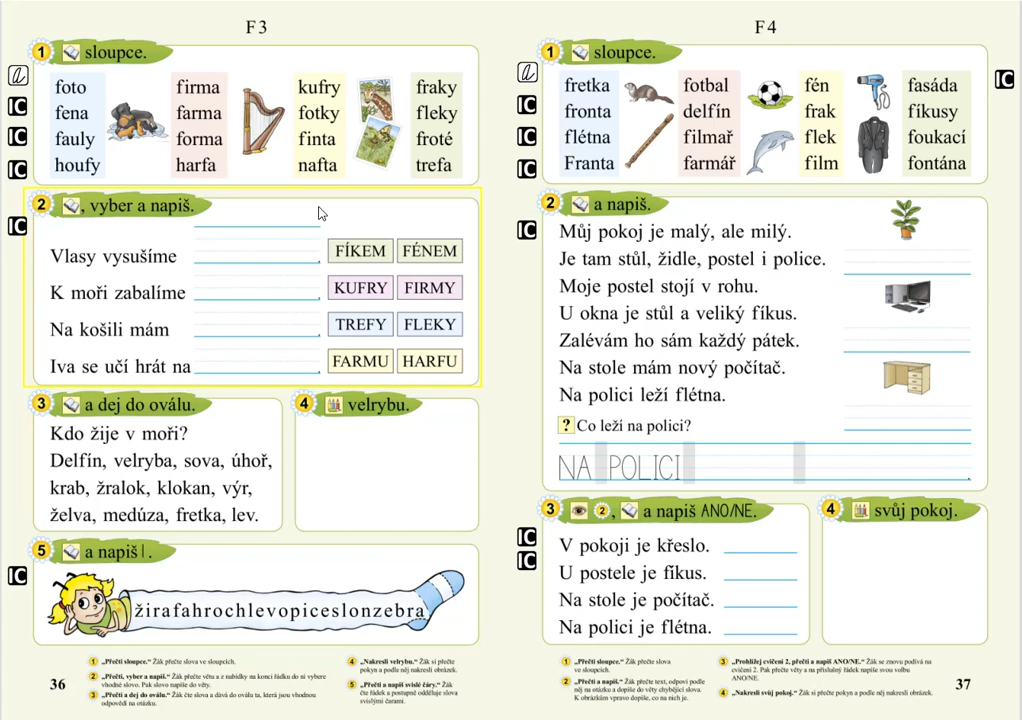 F3
1 sloupce.
foto
fena
fauly
houfy
firma
farma
forma
harfa
kufry
fotky
finta
nafta
fraky
fleky
froté
trefa
2 , vyber a napiš.
Vlasy vysušíme . FÍKEM FÉNEM
K moři zabalíme . KUFRY FIRMY
Na košili mám . TREFY FLEKY
Iva se učí hrát na . FARMU HARFU
3 a dej do oválu.
Kdo žije v moři?
Delfín, velryba, sova, úhoř,
krab, žralok, klokan, výr,
želva, medúza, fretka, lev.
4 velrybu.
5 a napiš | .
žirafahrochlevopiceslonzebra
1 „Přečti sloupce.“ Žák přečte slova ve sloupcích.
2 „Přečti, vyber a napiš.“ Žák přečte větu a z nabídky na konci řádku do ní vybere
vhodné slovo. Pak slovo napíše do věty.
3 „Přečti a dej do oválu.“ Žák čte slova a dává do oválu ta, která jsou vhodnou
odpovědí na otázku.
4 „Nakresli velrybu.“ Žák si přečte
pokyn a podle něj nakreslí obrázek.
5 „Přečti a napiš svislé čáry.“ Žák
čte řádek a postupně odděluje slova
svislými čarami.
36
F4
1 sloupce.
fretka
fronta
flétna
Franta
fotbal
delfín
filmař
farmář
fén
frak
flek
film
fasáda
fíkusy
foukací
fontána
2 a napiš.
Můj pokoj je malý, ale milý.
Je tam stůl, židle, postel i police.
Moje postel stojí v rohu.
U okna je stůl a veliký fíkus.
Zalévám ho sám každý pátek.
Na stole mám nový počítač.
Na polici leží flétna.
? Co leží na polici?
NA POLICI .
3 2, a napiš ANO/NE.
V pokoji je křeslo.
U postele je fíkus.
Na stole je počítač.
Na polici je flétna.
4 svůj pokoj.
1 „Přečti sloupce.“ Žák přečte slova
ve sloupcích.
2 „Přečti a napiš.“ Žák přečte text, odpoví podle
něj na otázku a dopíše do věty chybějící slova.
K obrázkům vpravo dopíše, co na nich je.
3 „Prohlížej cvičení 2, přečti a napiš ANO/NE.“ Žák se znovu podívá na
cvičení 2. Pak přečte věty a na příslušný řádek napíše svou volbu
ANO/NE.
4 „Nakresli svůj pokoj.“ Žák si přečte pokyn a podle něj nakreslí obrázek.
37